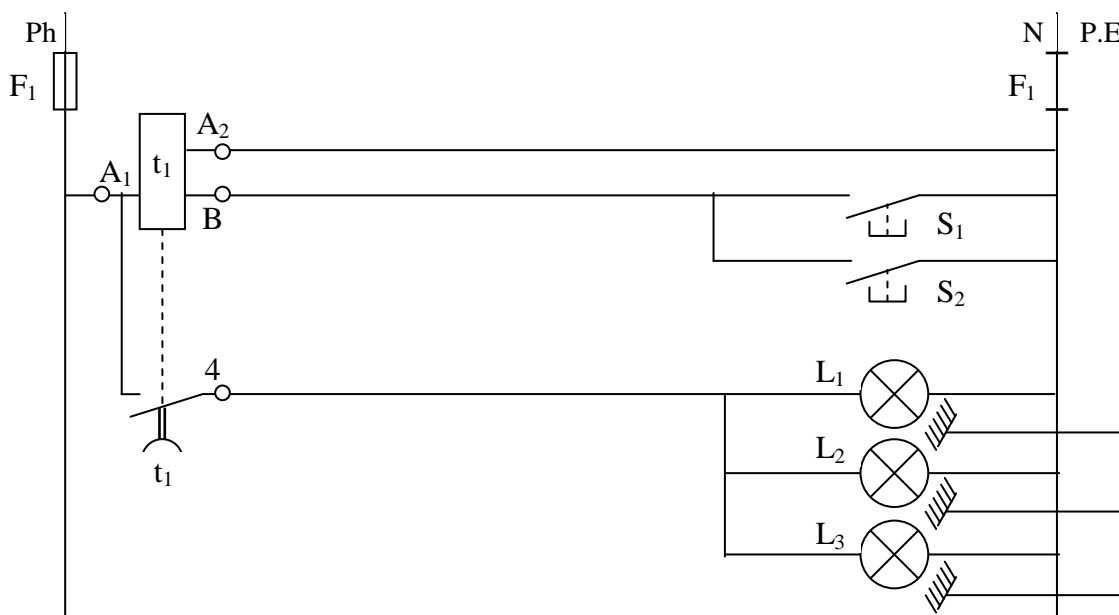 Ph N P.E
F₁ F₁
A₂
t₁
A₁
B
S₁
S₂
4
L₁
t₁
L₂
L₃